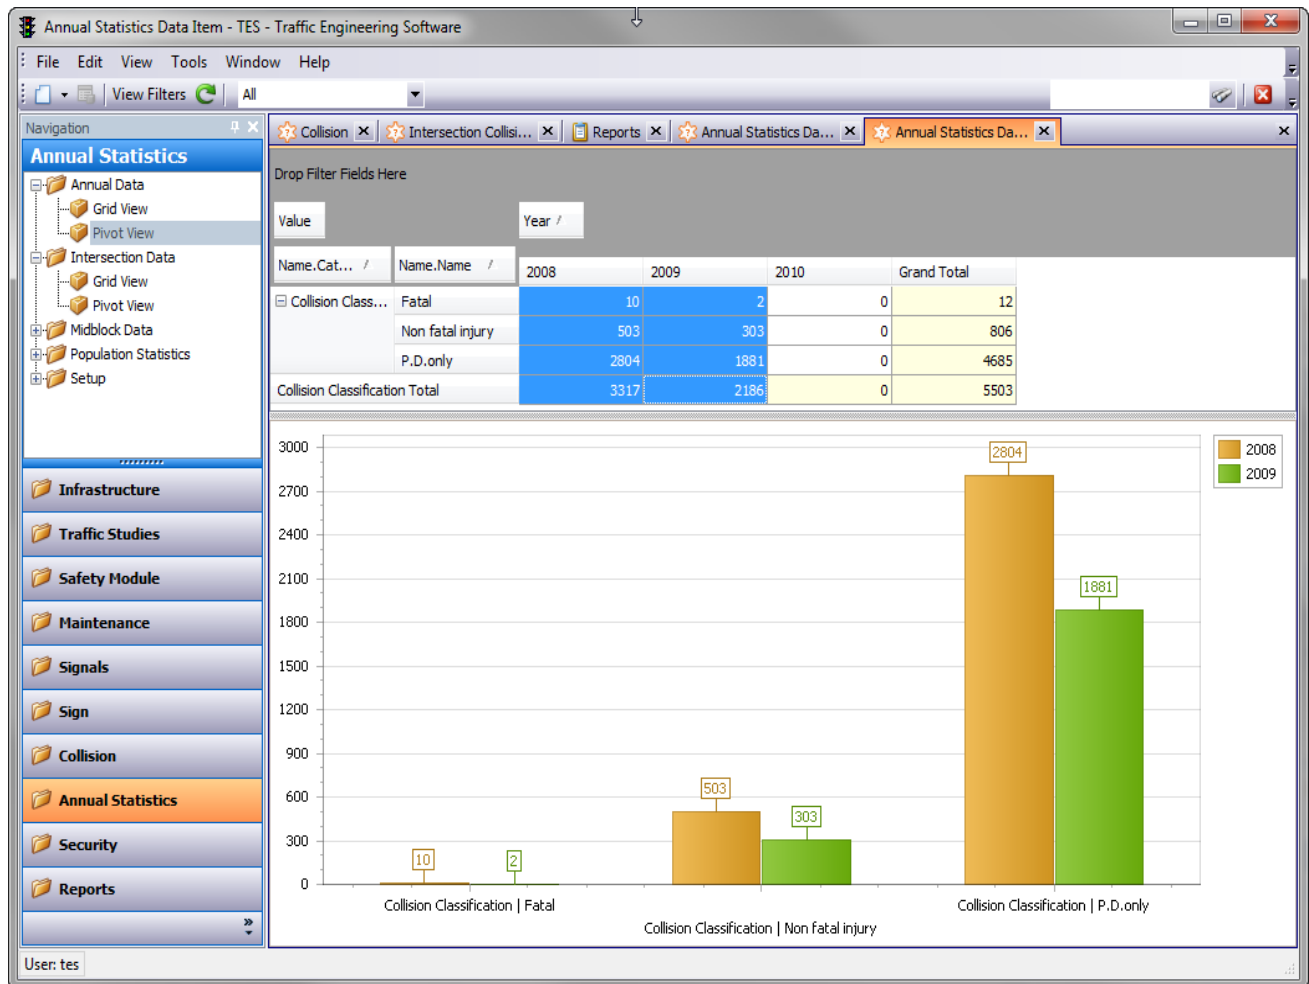 Annual Statistics Data Item - TES - Traffic Engineering Software
File Edit View Tools Window Help
View Filters All
Navigation
Annual Statistics
Annual Data
Grid View
Pivot View
Intersection Data
Grid View
Pivot View
Midblock Data
Population Statistics
Setup
Infrastructure
Traffic Studies
Safety Module
Maintenance
Signals
Sign
Collision
Annual Statistics
Security
Reports
Collision Intersection Collisi... Reports Annual Statistics Da... Annual Statistics Da...
Drop Filter Fields Here
Value Year
Name.Cat... Name.Name 2008 2009 2010 Grand Total
Collision Class... Fatal 10 2 0 12
Non fatal injury 503 303 0 806
P.D.only 2804 1881 0 4685
Collision Classification Total 3317 2186 0 5503
3000
2700
2400
2100
1800
1500
1200
900
600
300
0
10
2
503
303
2804
1881
Collision Classification | Fatal
Collision Classification | Non fatal injury
Collision Classification | P.D.only
2008
2009
User: tes